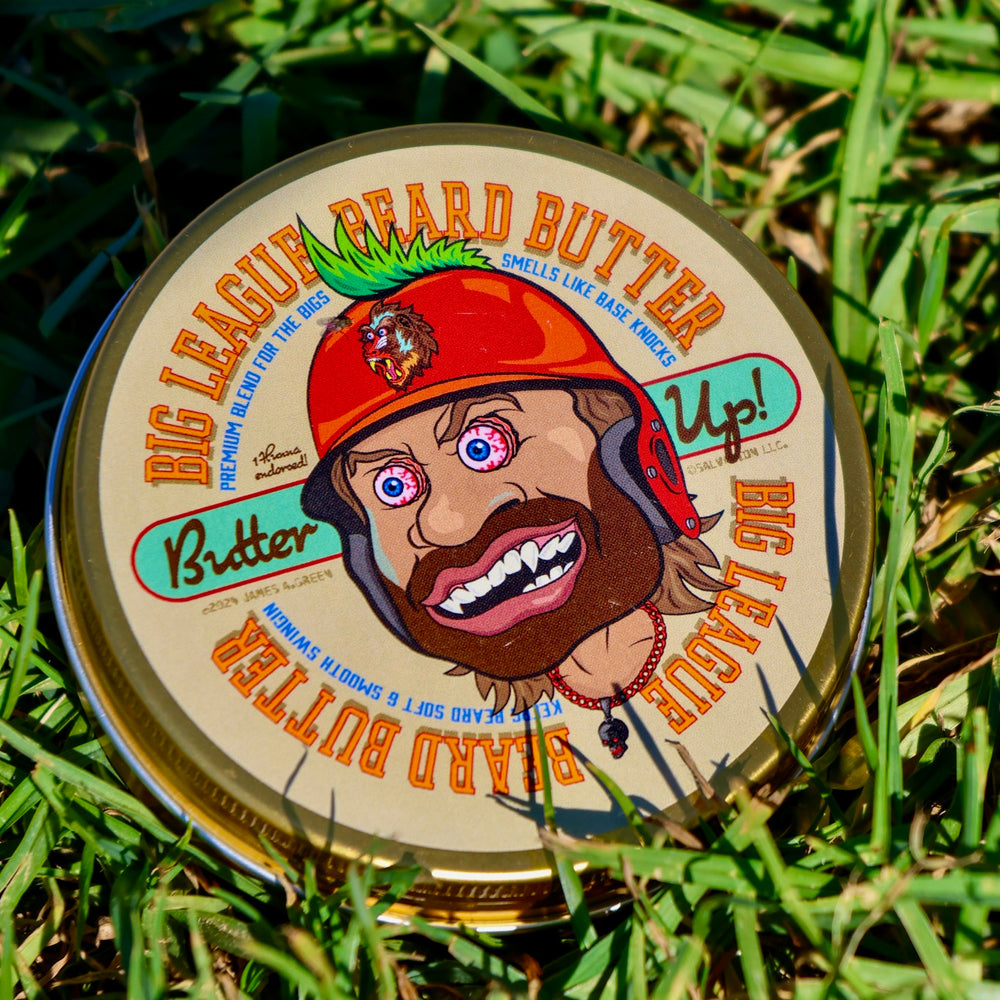 BIG LEAGUE BEARD BUTTER
PREMIUM BLEND FOR THE BIGS
SMELLS LIKE BASE KNOCKS
endorsed!
Butter Up!
©2024 JAMES A. GREEN
LLC.
BIG LEAGUE
BEARD BUTTER
KEEPS BEARD SOFT & SMOOTH SWINGIN